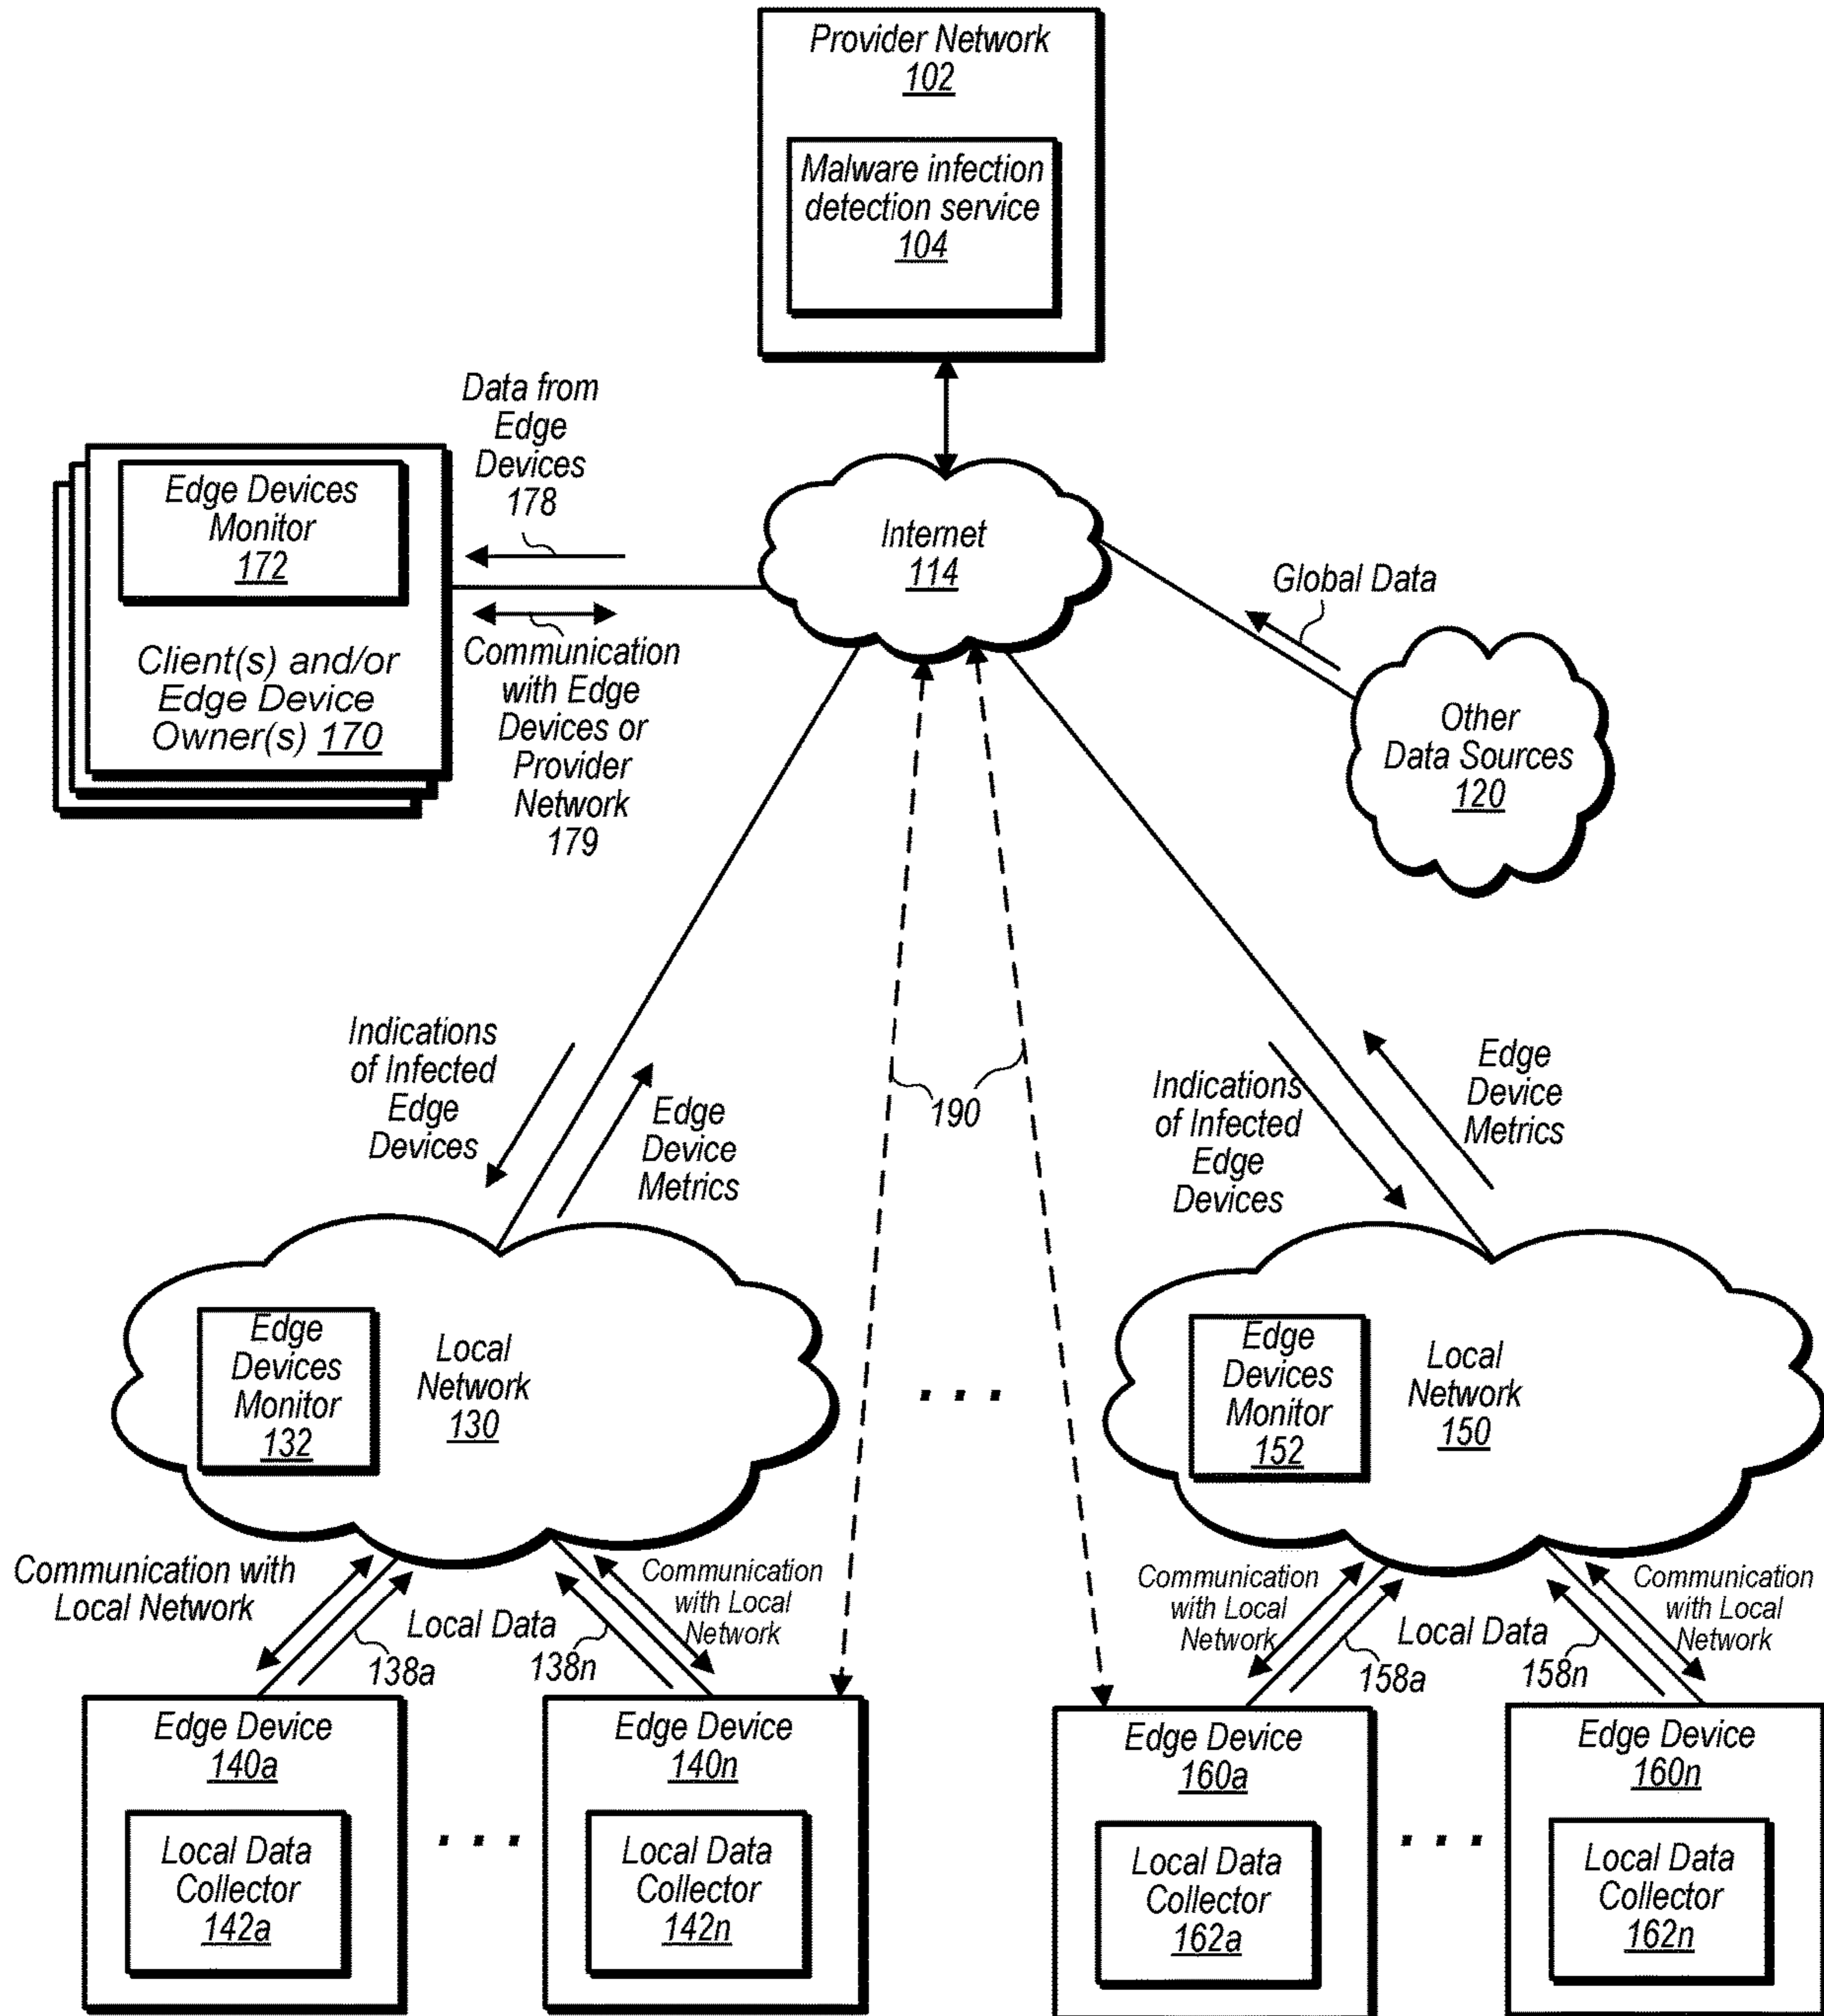 Provider Network
102
Malware infection
detection service
104
Data from
Edge
Devices
178
Edge Devices
Monitor
172
Client(s) and/or
Edge Device
Owner(s) 170
Communication
with Edge
Devices or
Provider
Network
179
Internet
114
Global Data
Other
Data Sources
120
Indications
of Infected
Edge
Devices
Edge
Device
Metrics
190
Indications
of Infected
Edge
Devices
Edge
Device
Metrics
Edge
Devices
Monitor
132
Local
Network
130
. . .
Edge
Devices
Monitor
152
Local
Network
150
Communication with
Local Network
138a
Local Data
138n
Communication
with Local
Network
Communication
with Local
Network
158a
Local Data
158n
Communication
with Local
Network
Edge Device
140a
Local Data
Collector
142a
. . .
Edge Device
140n
Local Data
Collector
142n
Edge Device
160a
Local Data
Collector
162a
. . .
Edge Device
160n
Local Data
Collector
162n